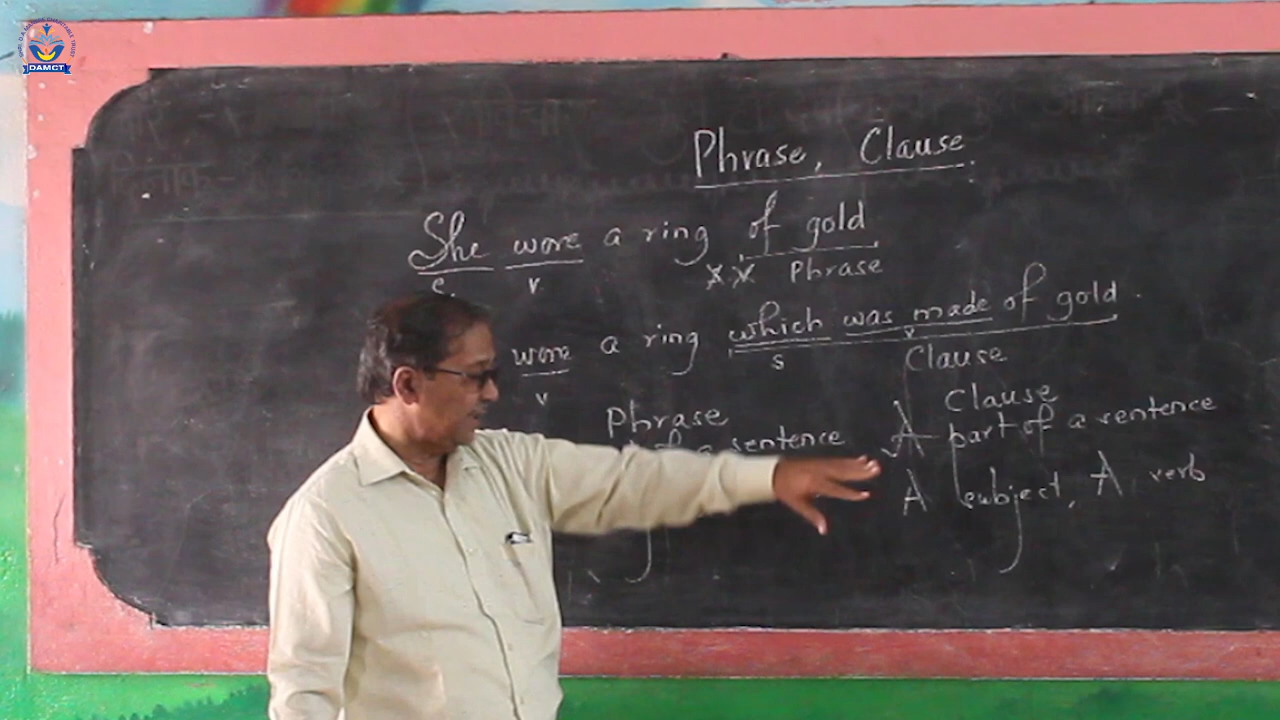 DAMCT
Phrase, Clause
She wore a ring of gold
v x x Phrase
wore a ring which was made of gold.
v s v Clause
Phrase Clause
of a sentence A part of a sentence
A subject, A verb